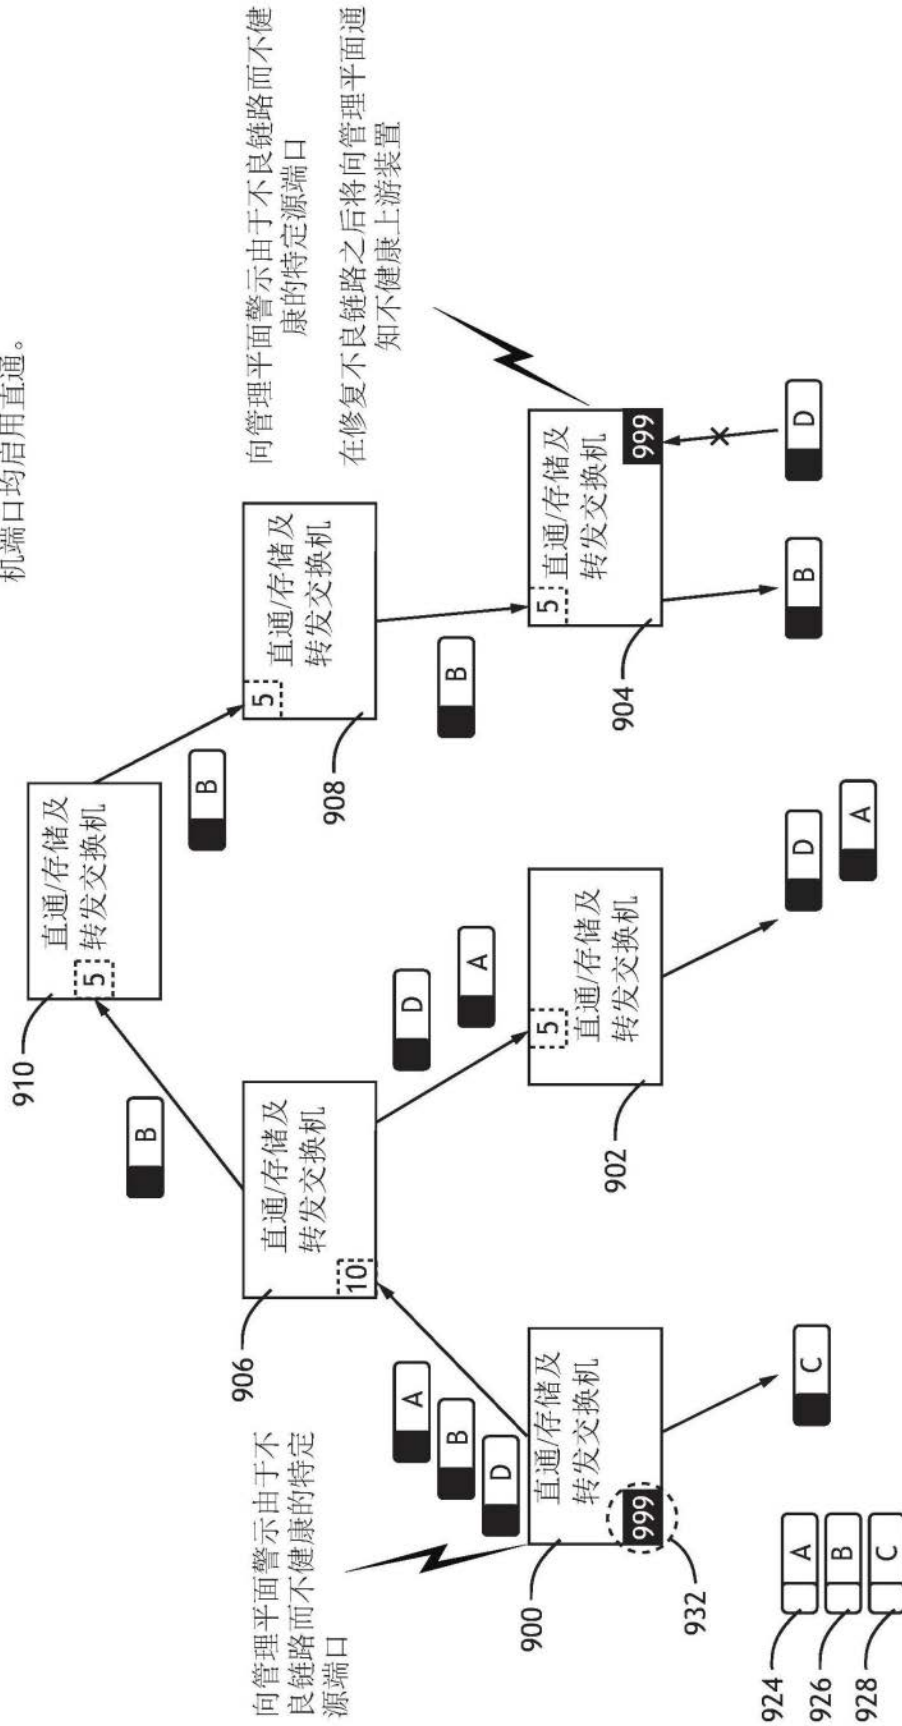 机端口均启用直通。
910
直通/存储及
转发交换机
5
B
B
向管理平面警示由于不良链路而不健
康的特定源端口
在修复不良链路之后将向管理平面通
知不健康上游装置
906
直通/存储及
转发交换机
10
908
直通/存储及
转发交换机
5
向管理平面警示由于不
良链路而不健康的特定
源端口
A
B
D
D
A
B
900
直通/存储及
转发交换机
999
932
902
直通/存储及
转发交换机
5
904
直通/存储及
转发交换机
5
999
924
A
926
B
928
C
C
D
A
B
D